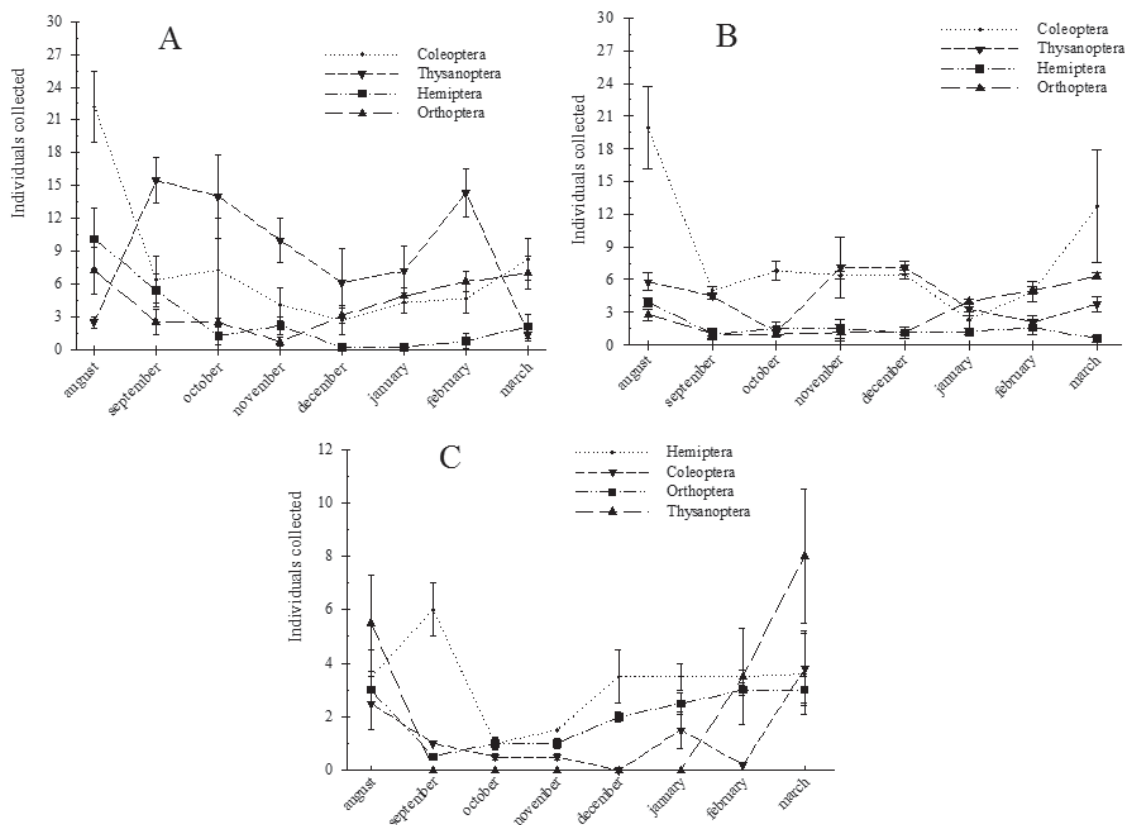 A
Individuals collected
30
27
24
21
18
15
12
9
6
3
0
Coleoptera
Thysanoptera
Hemiptera
Orthoptera
august
september
october
november
december
january
february
march
B
Individuals collected
30
27
24
21
18
15
12
9
6
3
0
Coleoptera
Thysanoptera
Hemiptera
Orthoptera
august
september
october
november
december
january
february
march
C
Individuals collected
12
10
8
6
4
2
0
Hemiptera
Coleoptera
Orthoptera
Thysanoptera
august
september
october
november
december
january
february
march